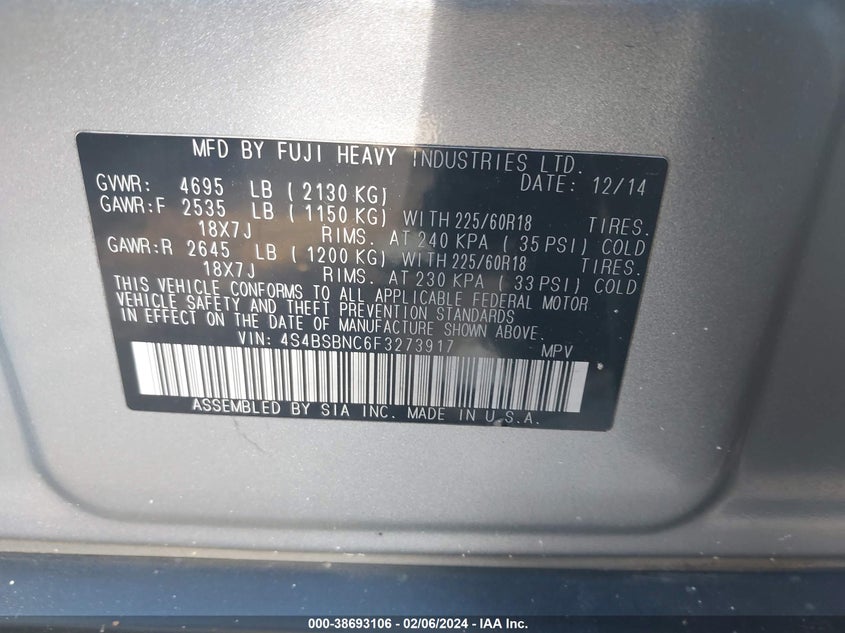 MFD BY FUJI HEAVY INDUSTRIES LTD.
GVWR: 4695 LB (2130 KG) DATE: 12/14
GAWR:F 2535 LB (1150 KG) WITH 225/60R18 TIRES.
18X7J RIMS. AT 240 KPA (35 PSI) COLD
GAWR:R 2645 LB (1200 KG) WITH 225/60R18 TIRES.
18X7J RIMS. AT 230 KPA (33 PSI) COLD
THIS VEHICLE CONFORMS TO ALL APPLICABLE FEDERAL MOTOR
VEHICLE SAFETY AND THEFT PREVENTION STANDARDS
IN EFFECT ON THE DATE OF MANUFACTURE SHOWN ABOVE.
VIN: 4S4BSBNC6F3273917 MPV
ASSEMBLED BY SIA INC. MADE IN U.S.A.
000-38693106 - 02/06/2024 - IAA Inc.